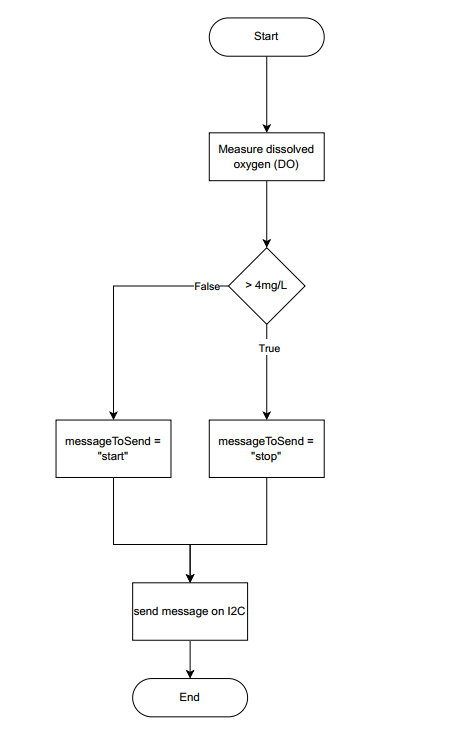 Start
Measure dissolved
oxygen (DO)
> 4mg/L
False
True
messageToSend =
"start"
messageToSend =
"stop"
send message on I2C
End